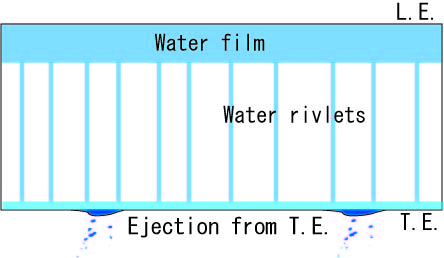 L.E.
Water film
Water rivlets
Ejection from T.E.
T.E.